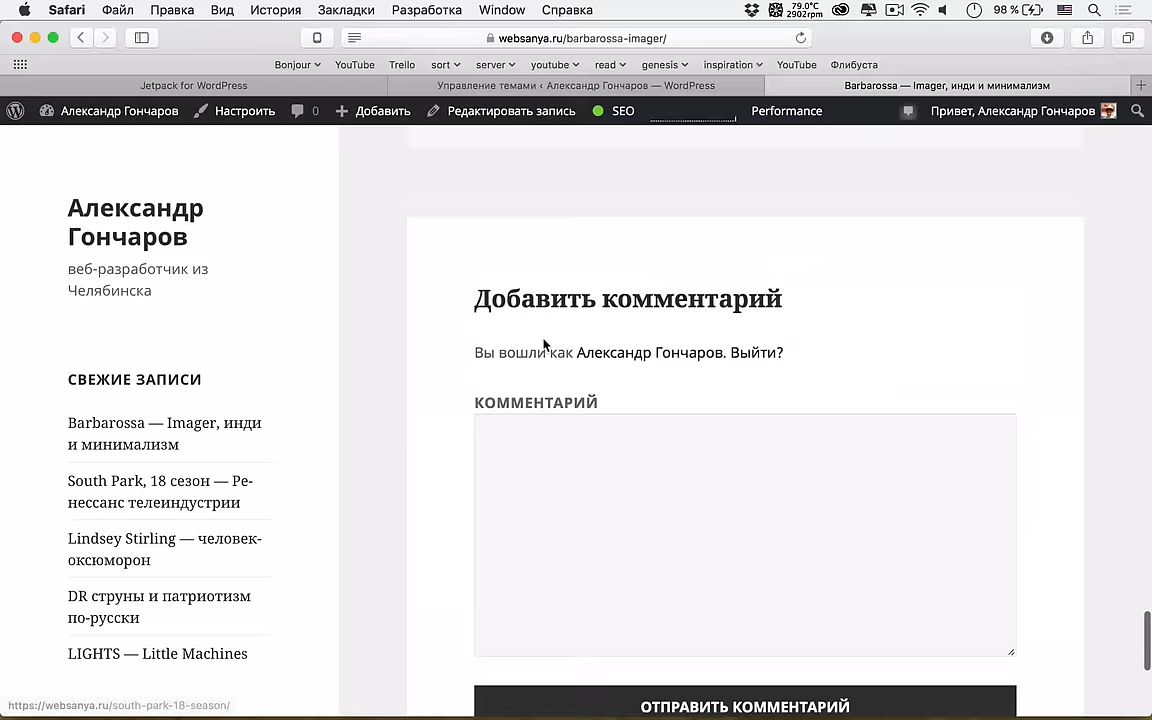 Safari Файл Правка Вид История Закладки Разработка Window Справка 79.0°C 2902rpm 98 %
websanya.ru/barbarossa-imager/
Bonjour YouTube Trello sort server youtube read genesis inspiration YouTube Флибуста
Jetpack for WordPress Управление темами ‹ Александр Гончаров — WordPress Barbarossa — Imager, инди и минимализм
Александр Гончаров Настроить 0 Добавить Редактировать запись SEO Performance Привет, Александр Гончаров
Александр
Гончаров
веб-разработчик из
Челябинска
СВЕЖИЕ ЗАПИСИ
Barbarossa — Imager, инди
и минимализм
South Park, 18 сезон — Ре-
нессанс телеиндустрии
Lindsey Stirling — человек-
оксюморон
DR струны и патриотизм
по-русски
LIGHTS — Little Machines
Добавить комментарий
Вы вошли как Александр Гончаров. Выйти?
КОММЕНТАРИЙ
ОТПРАВИТЬ КОММЕНТАРИЙ
https://websanya.ru/south-park-18-season/